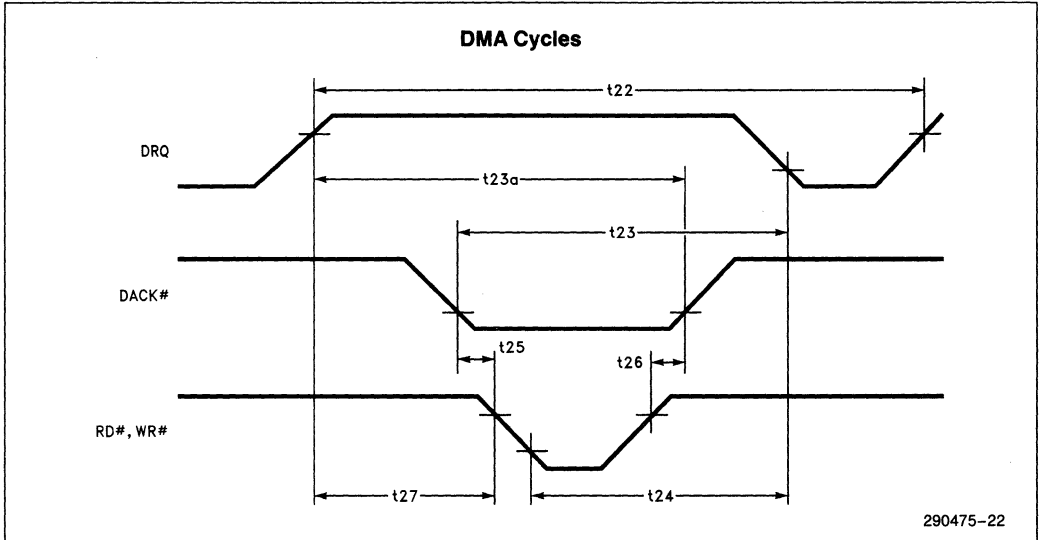 DMA Cycles
t22
DRQ
t23a
t23
DACK#
t25
t26
RD#, WR#
t27
t24
290475-22